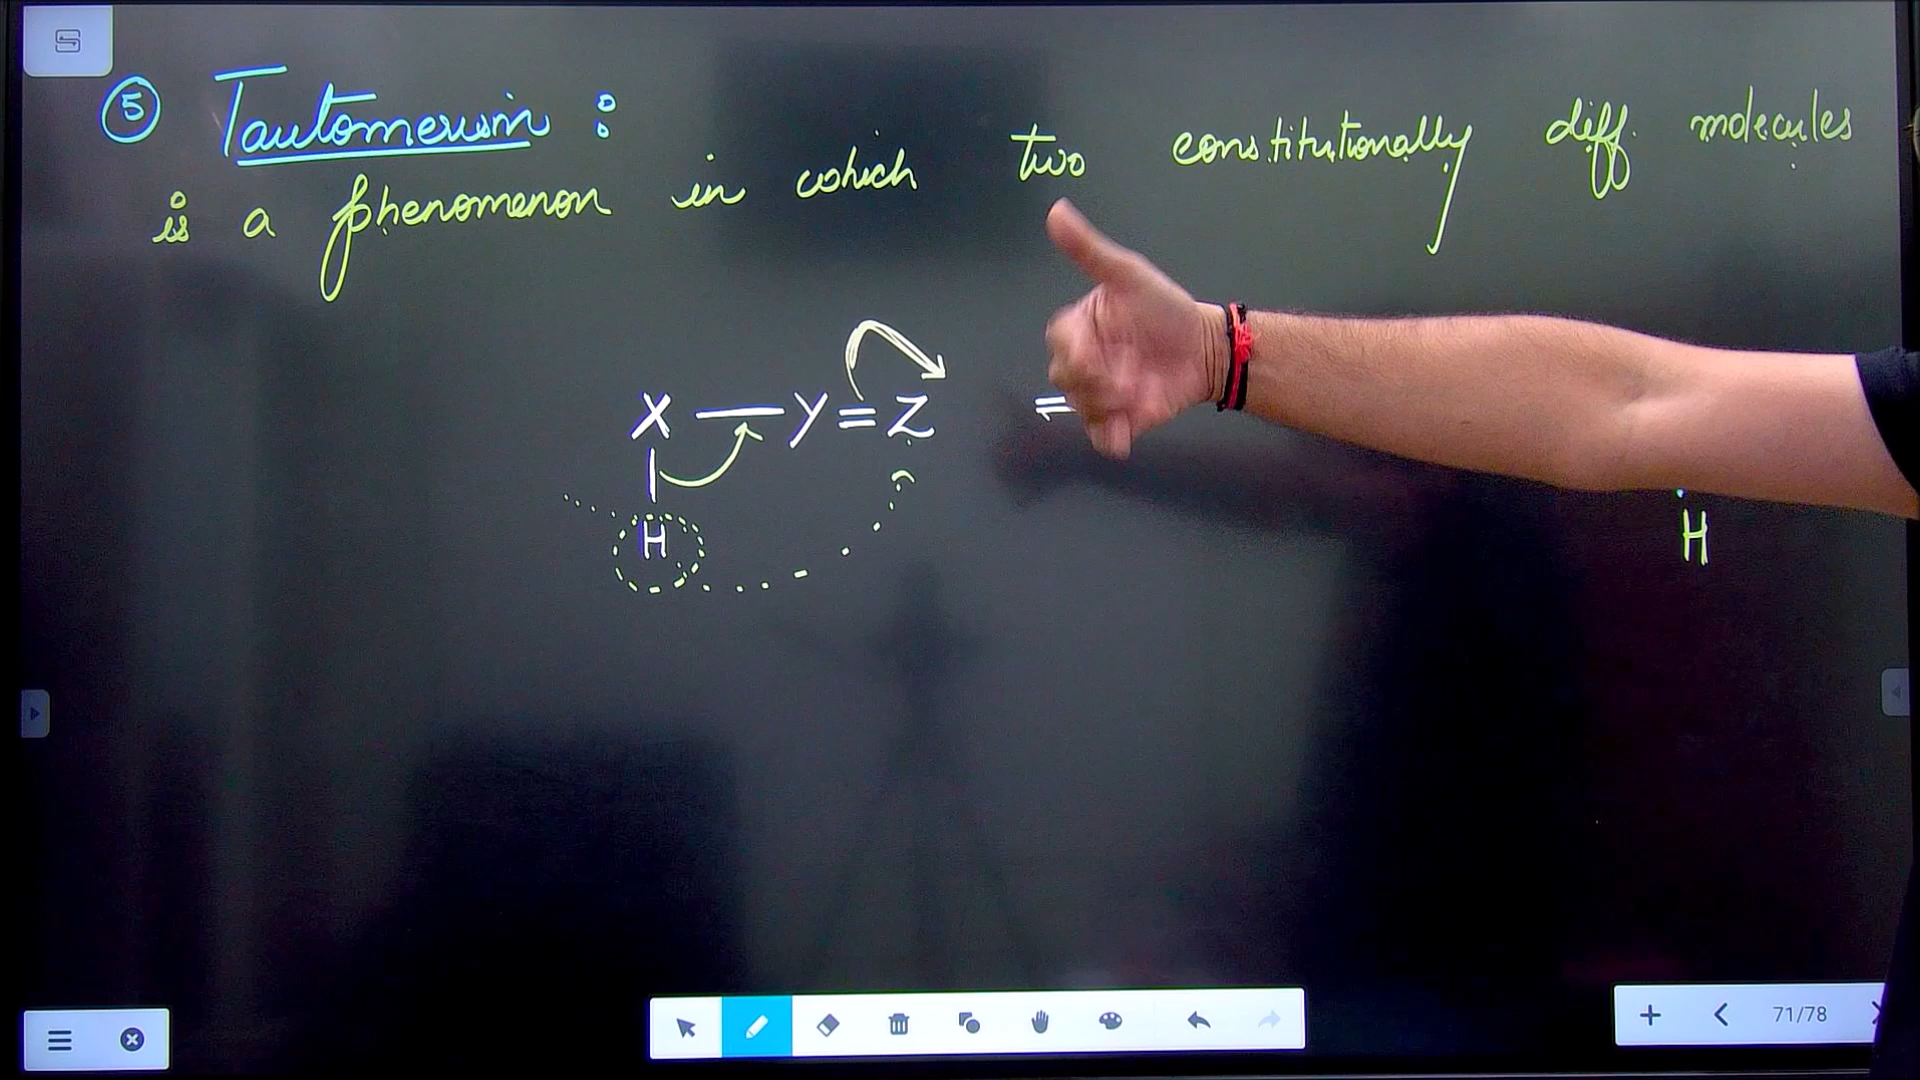 5 Tautomerism :
is a phenomenon in which two constitutionally diff. molecules
X — Y = Z
H
H
71/78